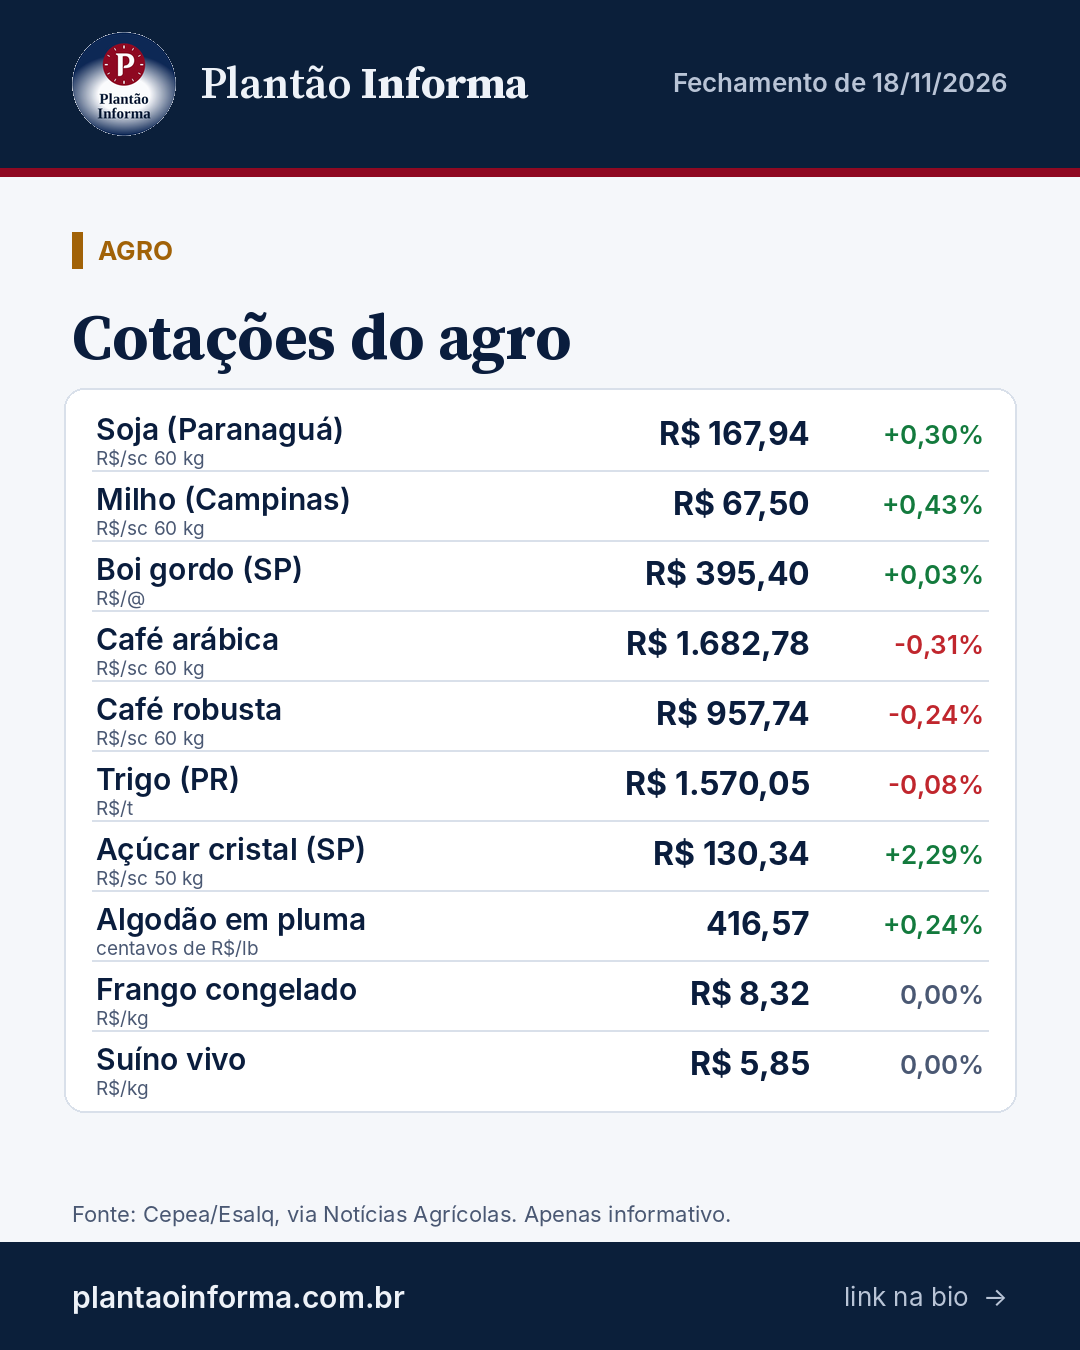 P
Plantão
Informa
Plantão Informa
Fechamento de 18/11/2026
AGRO
Cotações do agro
Soja (Paranaguá) R$ 167,94 +0,30%
R$/sc 60 kg
Milho (Campinas) R$ 67,50 +0,43%
R$/sc 60 kg
Boi gordo (SP) R$ 395,40 +0,03%
R$/@
Café arábica R$ 1.682,78 -0,31%
R$/sc 60 kg
Café robusta R$ 957,74 -0,24%
R$/sc 60 kg
Trigo (PR) R$ 1.570,05 -0,08%
R$/t
Açúcar cristal (SP) R$ 130,34 +2,29%
R$/sc 50 kg
Algodão em pluma 416,57 +0,24%
centavos de R$/lb
Frango congelado R$ 8,32 0,00%
R$/kg
Suíno vivo R$ 5,85 0,00%
R$/kg
Fonte: Cepea/Esalq, via Notícias Agrícolas. Apenas informativo.
plantaoinforma.com.br
link na bio →